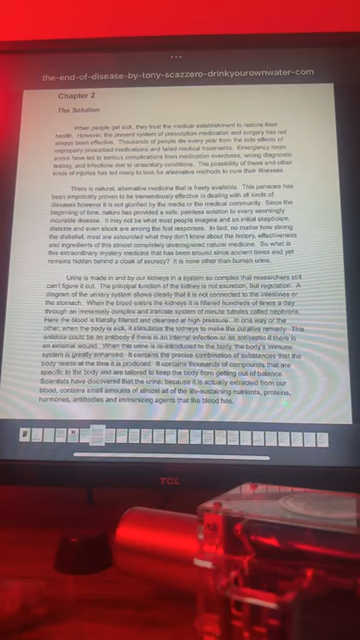 the-end-of-disease-by-tony-scazzero-drinkyourownwater-com
Chapter 2
The Solution
When people get sick, they trust the medical establishment to restore their
health. However, the present system of prescription medication and surgery has not
always been effective. Thousands of people die every year from the side effects of
improperly prescribed medications and failed medical treatments. Emergency room
errors have led to serious complications from medication overdoses, wrong diagnostic
testing, and infections due to unsanitary conditions. The possibility of these and other
kinds of injuries has led many to look for alternative methods to cure their illnesses.
There is natural, alternative medicine that is freely available. This panacea has
been empirically proven to be tremendously effective in dealing with all kinds of
diseases however it is not glorified by the media or the medical community. Since the
beginning of time, nature has provided a safe, painless solution to every seemingly
incurable disease. It may not be what most people imagine and an initial skepticism,
distaste and even shock are among the first responses. In fact, no matter how strong
the disbelief, most are astounded what they don't know about the history, effectiveness
and ingredients of this almost completely unrecognized natural medicine. So what is
this extraordinary mystery medicine that has been around since ancient times and yet
remains hidden behind a cloak of secrecy? It is none other than human urine.
Urine is made in and by our kidneys in a system so complex that researchers still
can't figure it out. The principal function of the kidney is not excretion, but regulation. A
diagram of the urinary system shows clearly that it is not connected to the intestines or
the stomach. When the blood enters the kidneys it is filtered hundreds of times a day
through an immensely complex and intricate system of minute tubules called nephrons.
Here the blood is literally filtered and cleansed at high pressure. In one way or the
other, when the body is sick, it stimulates the kidneys to make the curative remedy. This
antidote could be an antibody if there is an internal infection or an antiseptic if there is
an external wound. When this urine is re-introduced to the body, the body's immune
system is greatly enhanced. It contains the precise combination of substances that the
body needs at the time it is produced. It contains thousands of compounds that are
specific to the body and are tailored to keep the body from getting out of balance.
Scientists have discovered that the urine, because it is actually extracted from our
blood, contains small amounts of almost all of the life-sustaining nutrients, proteins,
hormones, antibodies and immunizing agents that the blood has.
TCL